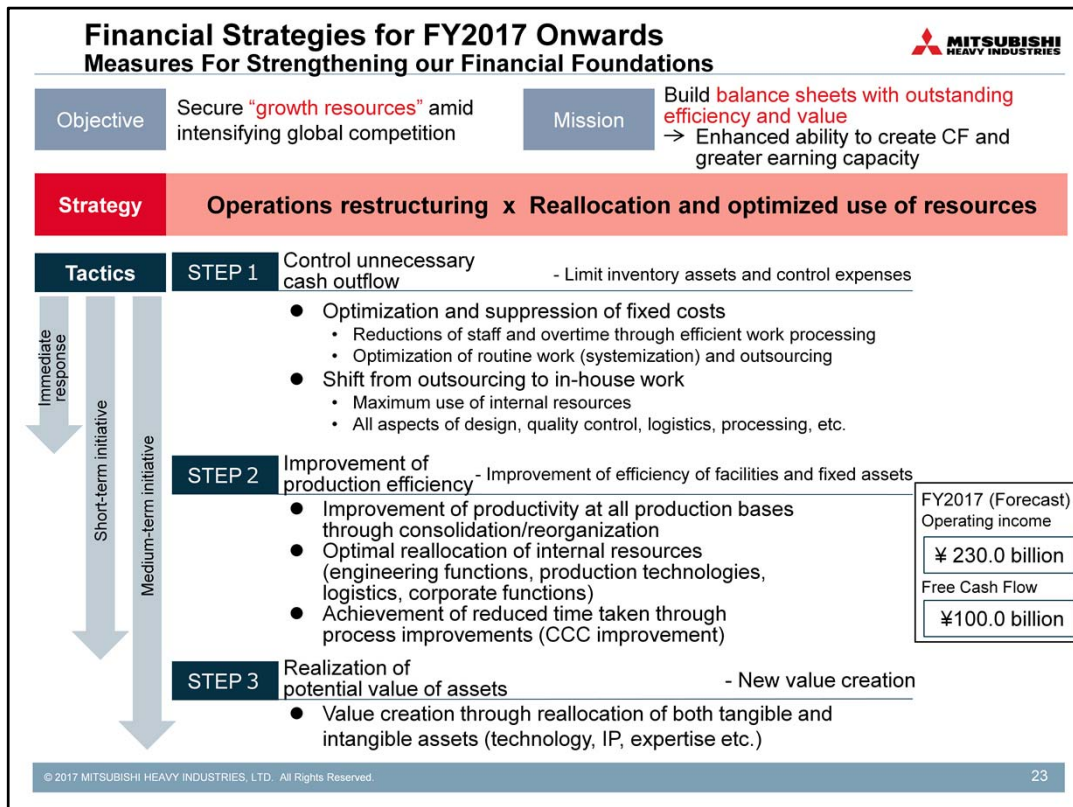 Financial Strategies for FY2017 Onwards
Measures For Strengthening our Financial Foundations
MITSUBISHI
HEAVY INDUSTRIES
Objective
Secure “growth resources” amid
intensifying global competition
Mission
Build balance sheets with outstanding
efficiency and value
→ Enhanced ability to create CF and
greater earning capacity
Strategy
Operations restructuring x Reallocation and optimized use of resources
Tactics
Immediate
response
Short-term initiative
Medium-term initiative
STEP 1
Control unnecessary
cash outflow
- Limit inventory assets and control expenses
● Optimization and suppression of fixed costs
• Reductions of staff and overtime through efficient work processing
• Optimization of routine work (systemization) and outsourcing
● Shift from outsourcing to in-house work
• Maximum use of internal resources
• All aspects of design, quality control, logistics, processing, etc.
STEP 2
Improvement of
production efficiency
- Improvement of efficiency of facilities and fixed assets
● Improvement of productivity at all production bases
through consolidation/reorganization
● Optimal reallocation of internal resources
(engineering functions, production technologies,
logistics, corporate functions)
● Achievement of reduced time taken through
process improvements (CCC improvement)
FY2017 (Forecast)
Operating income
¥ 230.0 billion
Free Cash Flow
¥100.0 billion
STEP 3
Realization of
potential value of assets
- New value creation
● Value creation through reallocation of both tangible and
intangible assets (technology, IP, expertise etc.)
© 2017 MITSUBISHI HEAVY INDUSTRIES, LTD. All Rights Reserved.
23